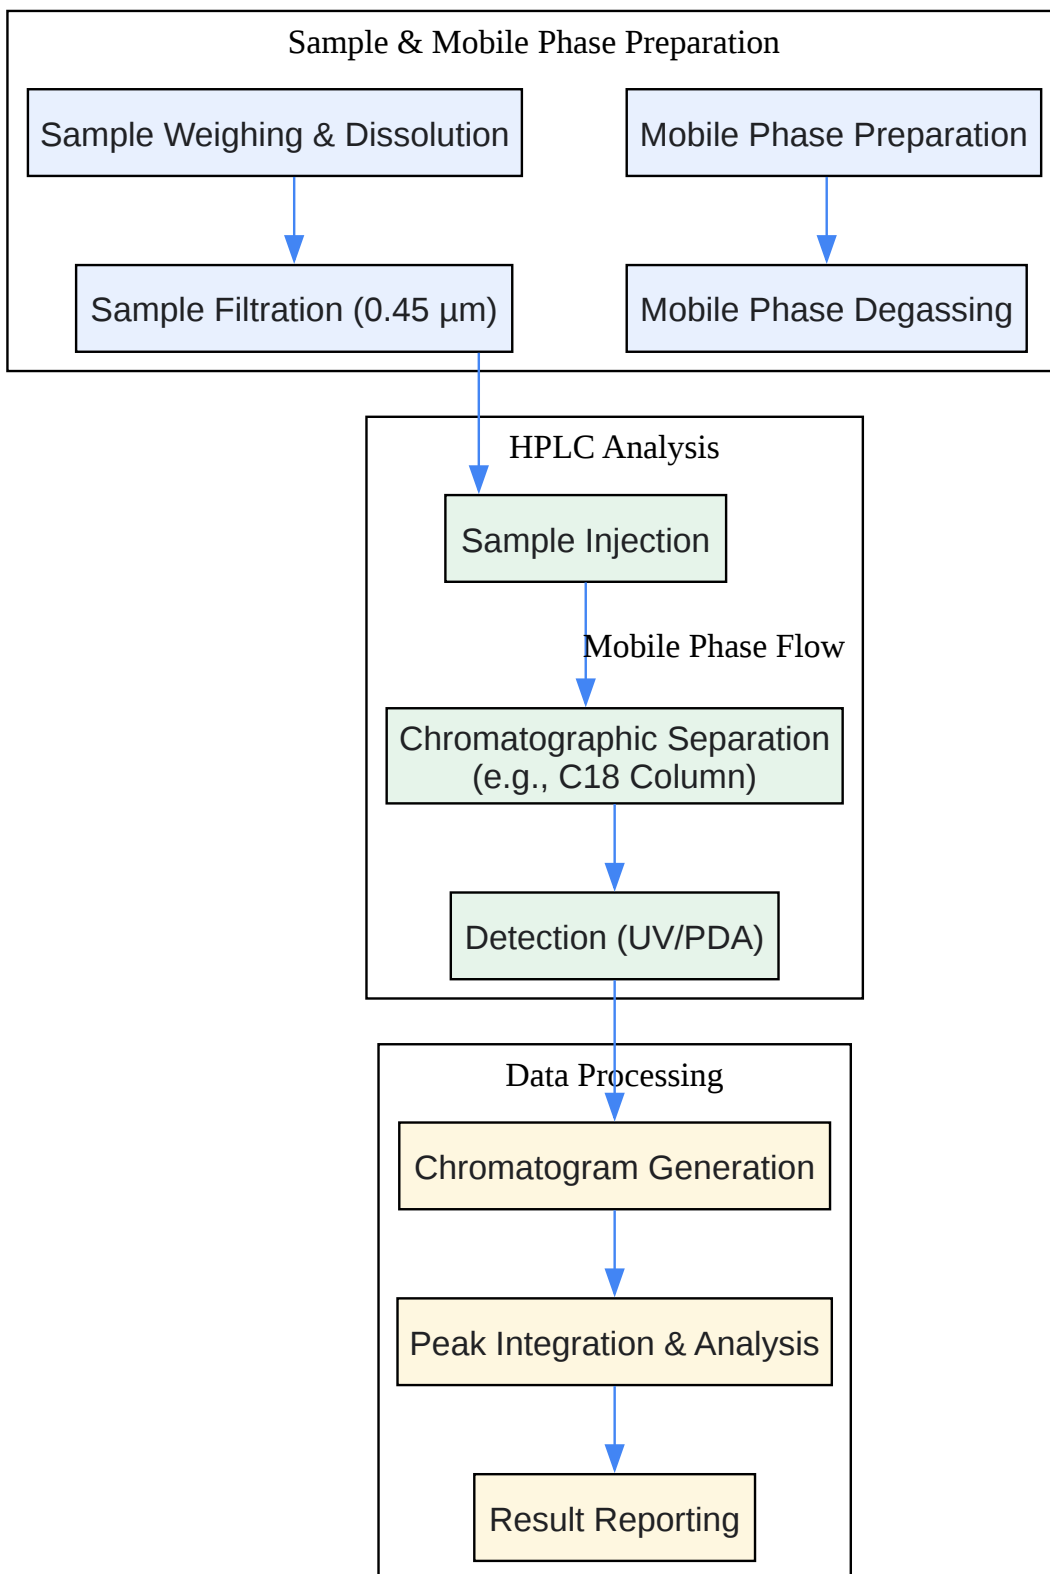 Sample & Mobile Phase Preparation
Sample Weighing & Dissolution
Mobile Phase Preparation
Sample Filtration (0.45 µm)
Mobile Phase Degassing
HPLC Analysis
Sample Injection
Mobile Phase Flow
Chromatographic Separation
(e.g., C18 Column)
Detection (UV/PDA)
Data Processing
Chromatogram Generation
Peak Integration & Analysis
Result Reporting